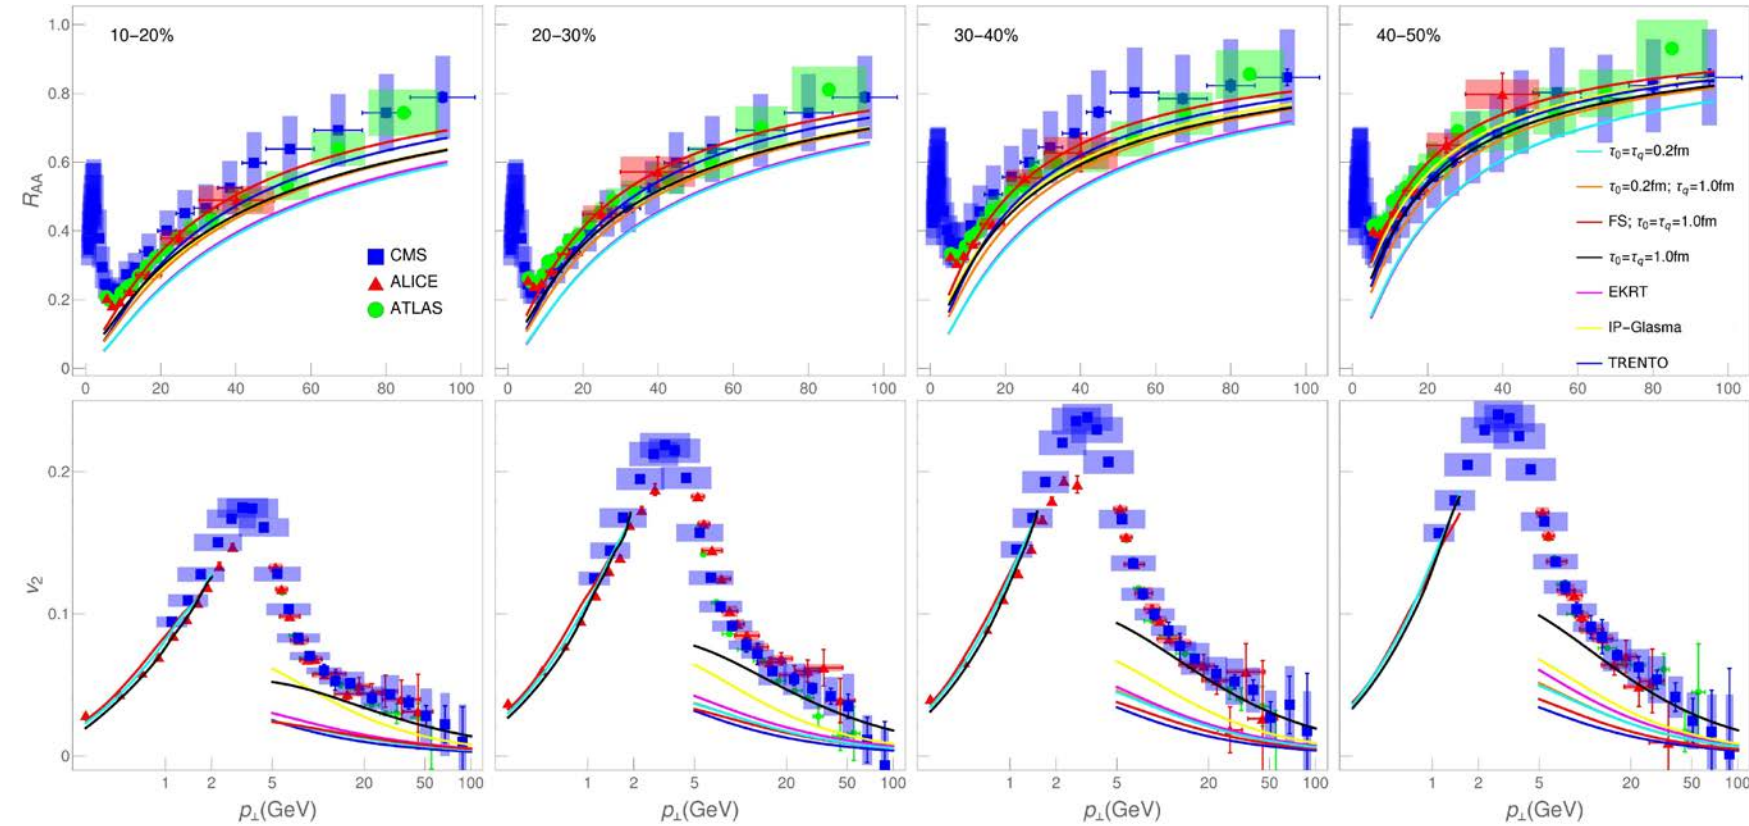 10−20%
20−30%
30−40%
40−50%
1.0
0.8
0.6
0.4
0.2
0
R_AA
CMS
ALICE
ATLAS
τ₀=τ_q=0.2fm
τ₀=0.2fm; τ_q=1.0fm
FS; τ₀=τ_q=1.0fm
τ₀=τ_q=1.0fm
EKRT
IP−Glasma
TRENTO
0 20 40 60 80 100
0 20 40 60 80 100
0 20 40 60 80 100
0 20 40 60 80 100
0.2
0.1
0
v₂
1 2 5 20 50 100
1 2 5 20 50 100
1 2 5 20 50 100
1 2 5 20 50 100
p⊥(GeV)
p⊥(GeV)
p⊥(GeV)
p⊥(GeV)